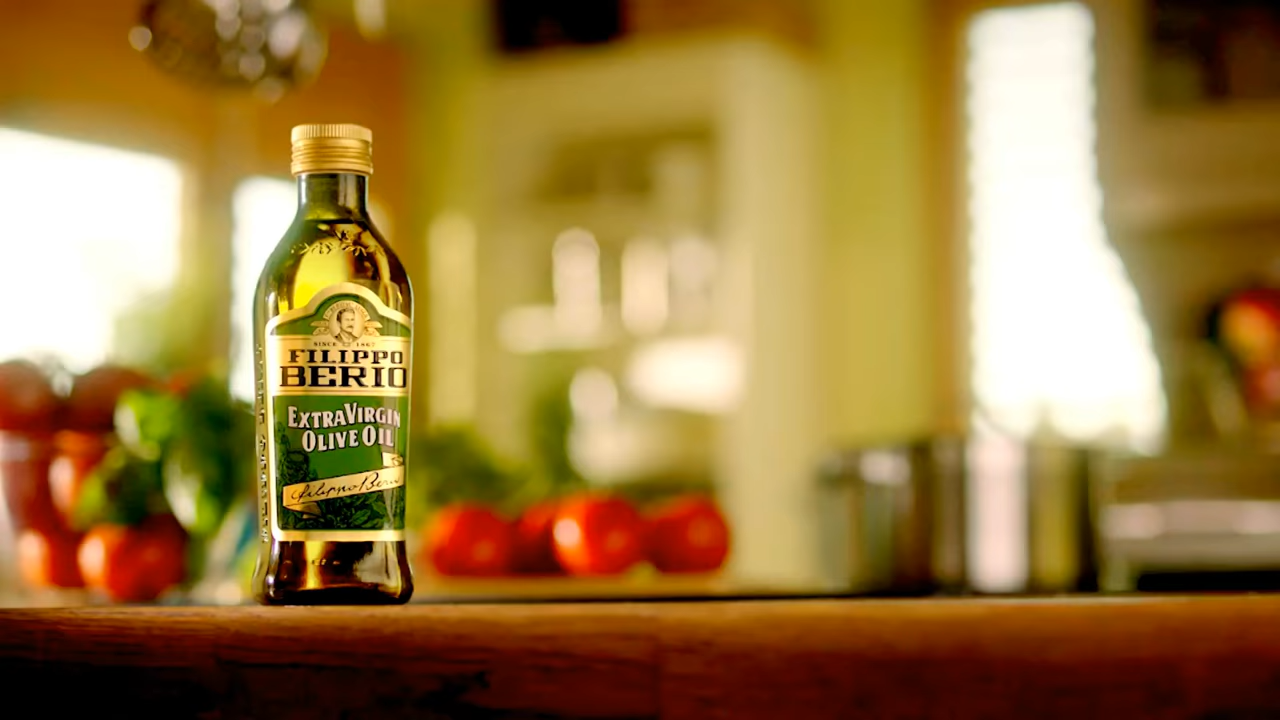 SINCE 1867
FILIPPO
BERIO
EXTRA VIRGIN
OLIVE OIL
Filippo Berio